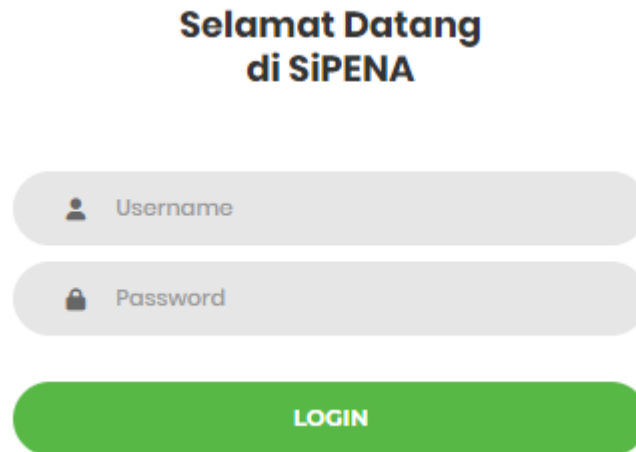 Selamat Datang
di SiPENA
Username
Password
LOGIN